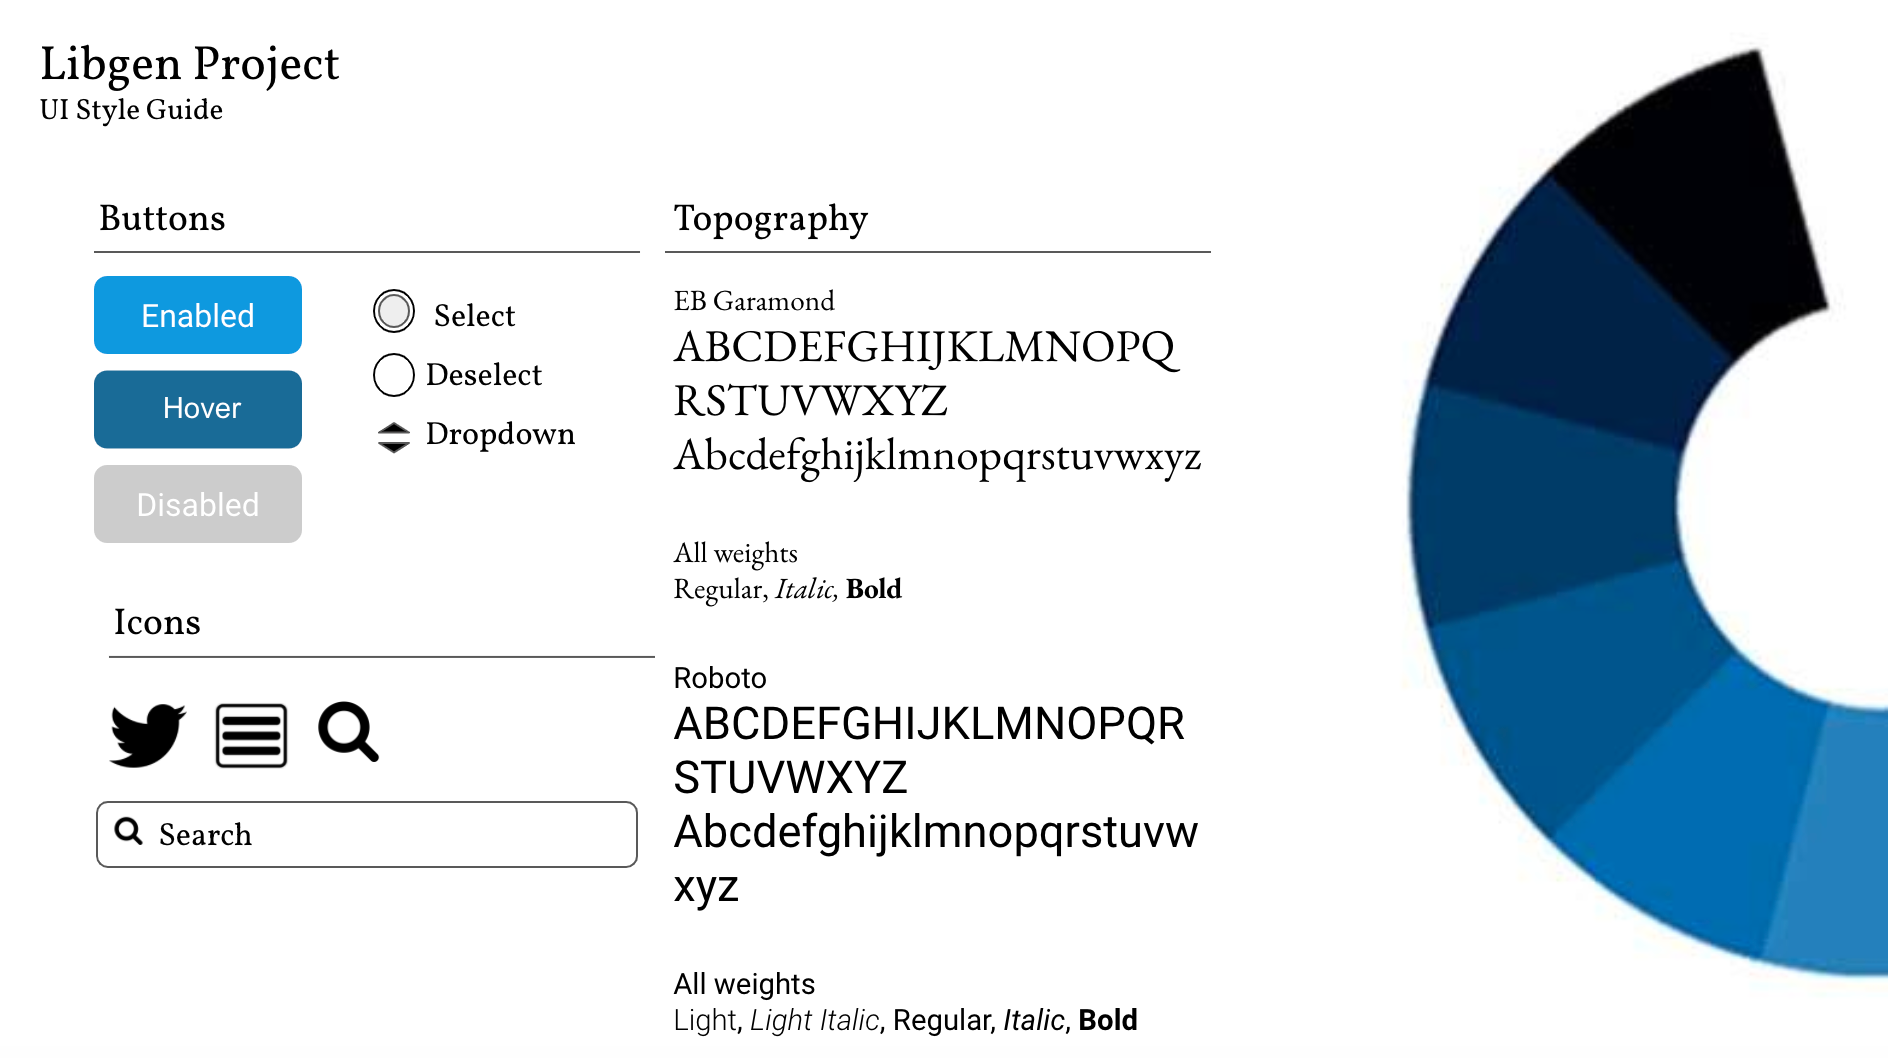 Libgen Project
UI Style Guide
Buttons
Enabled
Hover
Disabled
Select
Deselect
Dropdown
Icons
Search
Topography
EB Garamond
ABCDEFGHIJKLMNOPQ
RSTUVWXYZ
Abcdefghijklmnopqrstuvwxyz
All weights
Regular, Italic, Bold
Roboto
ABCDEFGHIJKLMNOPQR
STUVWXYZ
Abcdefghijklmnopqrstuvw
xyz
All weights
Light, Light Italic, Regular, Italic, Bold